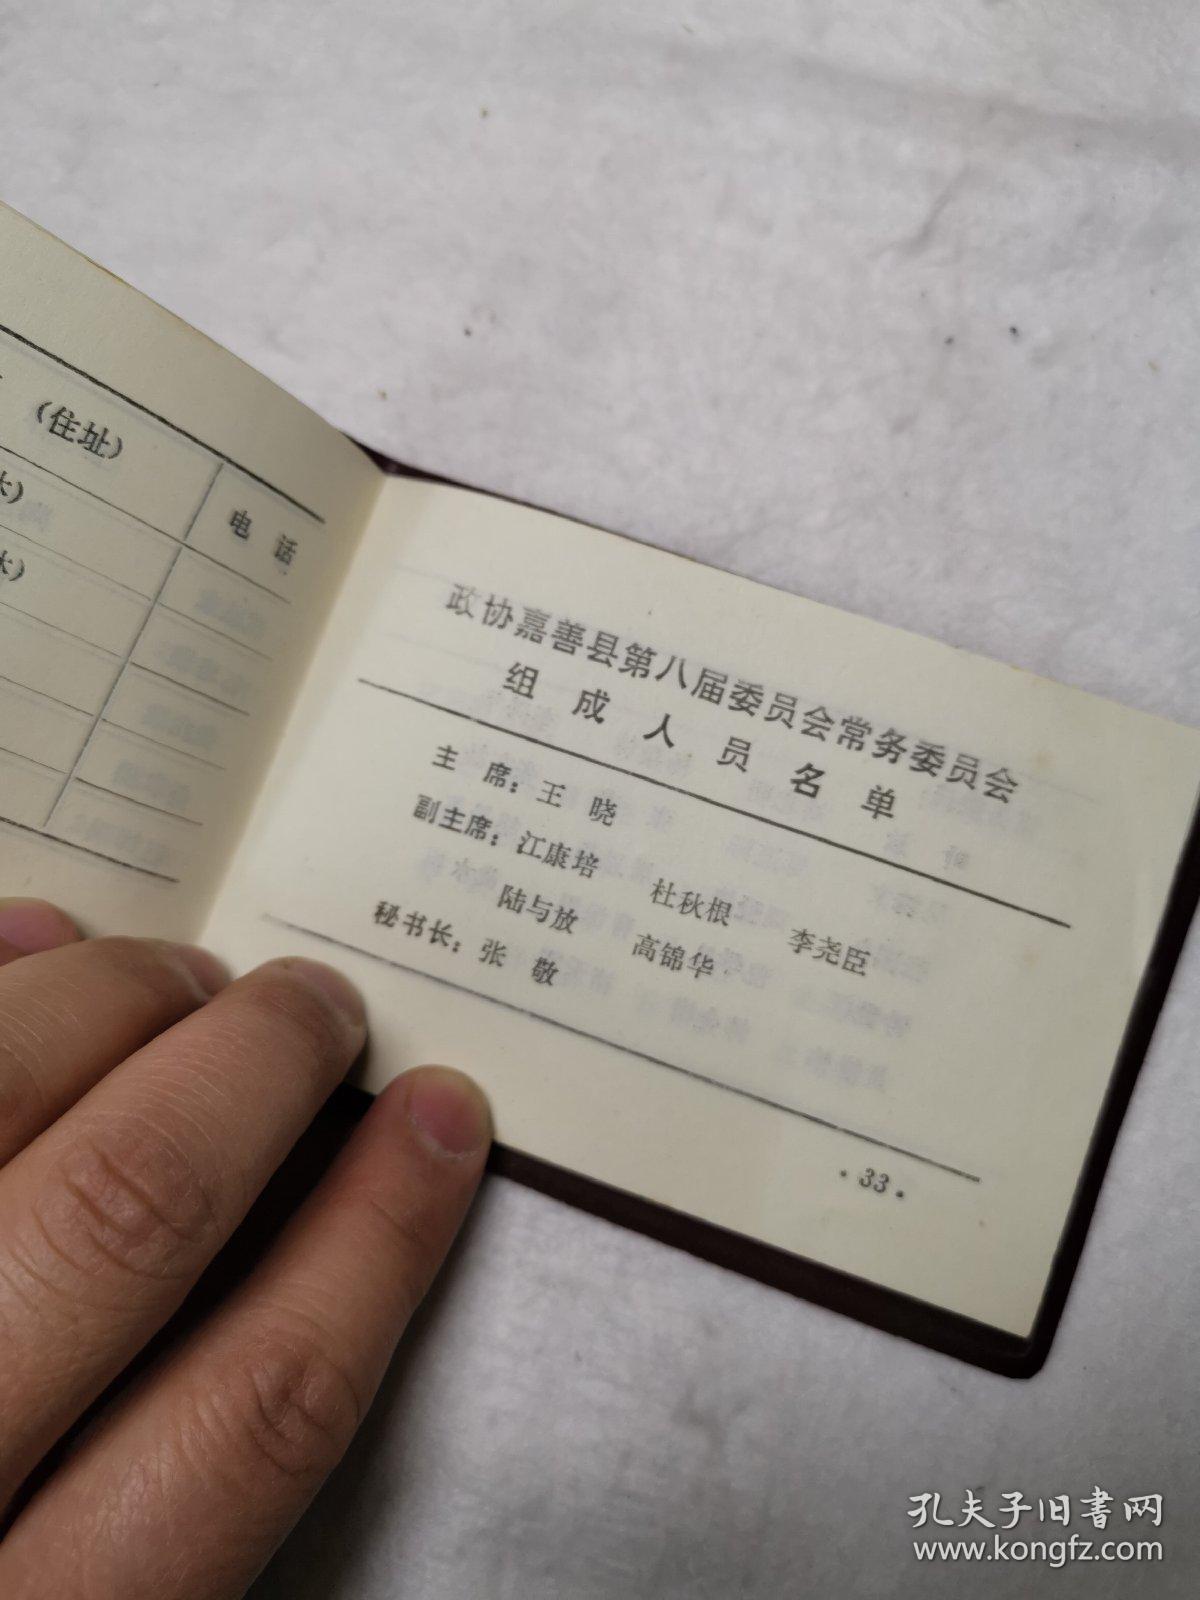 (住址)
电 话
政协嘉善县第八届委员会常务委员会
组成人员名单
主 席：王 晓
副主席：江康培 杜秋根 李尧臣
陆与放 高锦华
秘书长：张 敬
·33·
孔夫子旧书网
www.kongfz.com